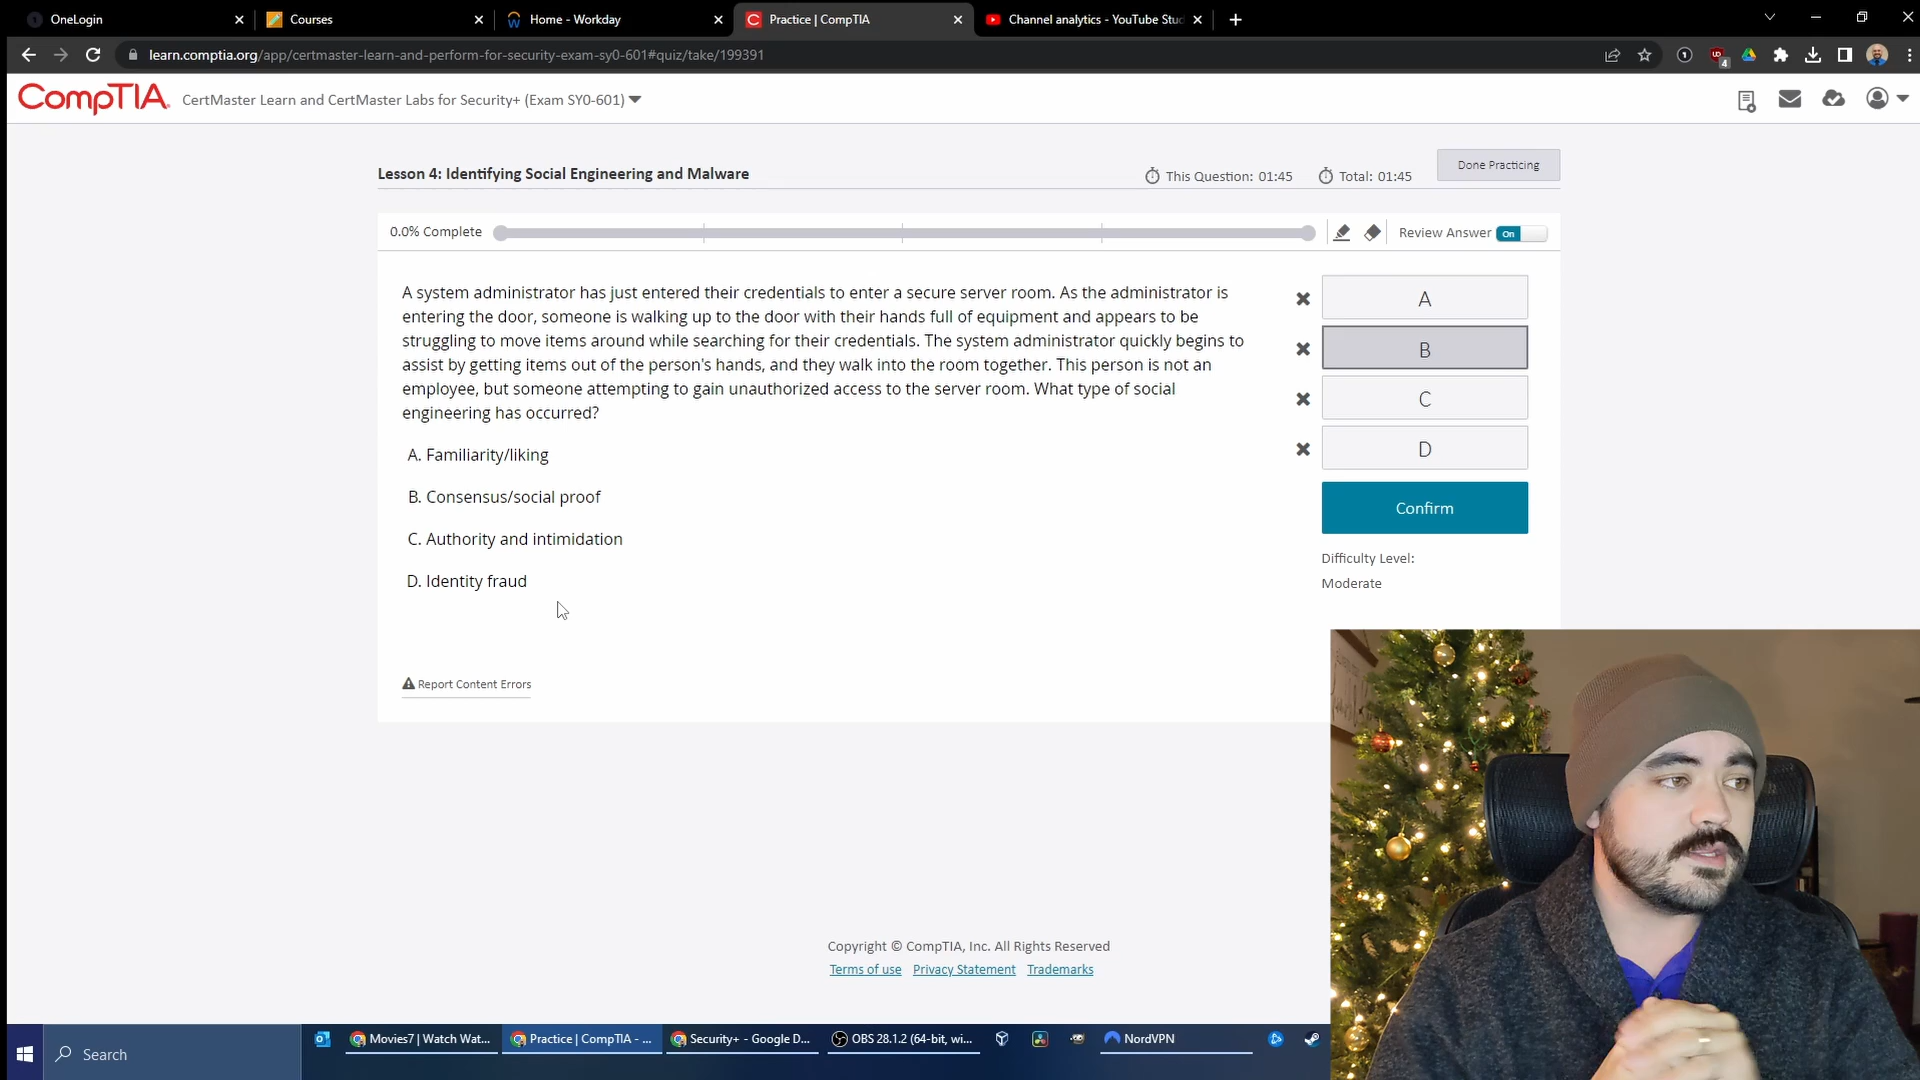 OneLogin
Courses
Home - Workday
Practice | CompTIA
Channel analytics - YouTube Stud
learn.comptia.org/app/certmaster-learn-and-perform-for-security-exam-sy0-601#quiz/take/199391
4
CompTIA. CertMaster Learn and CertMaster Labs for Security+ (Exam SY0-601)
Lesson 4: Identifying Social Engineering and Malware
This Question: 01:45
Total: 01:45
Done Practicing
0.0% Complete
Review Answer On
A system administrator has just entered their credentials to enter a secure server room. As the administrator is
entering the door, someone is walking up to the door with their hands full of equipment and appears to be
struggling to move items around while searching for their credentials. The system administrator quickly begins to
assist by getting items out of the person's hands, and they walk into the room together. This person is not an
employee, but someone attempting to gain unauthorized access to the server room. What type of social
engineering has occurred?
A. Familiarity/liking
B. Consensus/social proof
C. Authority and intimidation
D. Identity fraud
A
B
C
D
Confirm
Difficulty Level:
Moderate
Report Content Errors
Copyright © CompTIA, Inc. All Rights Reserved
Terms of use Privacy Statement Trademarks
Search
Movies7 | Watch Wat...
Practice | CompTIA - ...
Security+ - Google D...
OBS 28.1.2 (64-bit, wi...
NordVPN